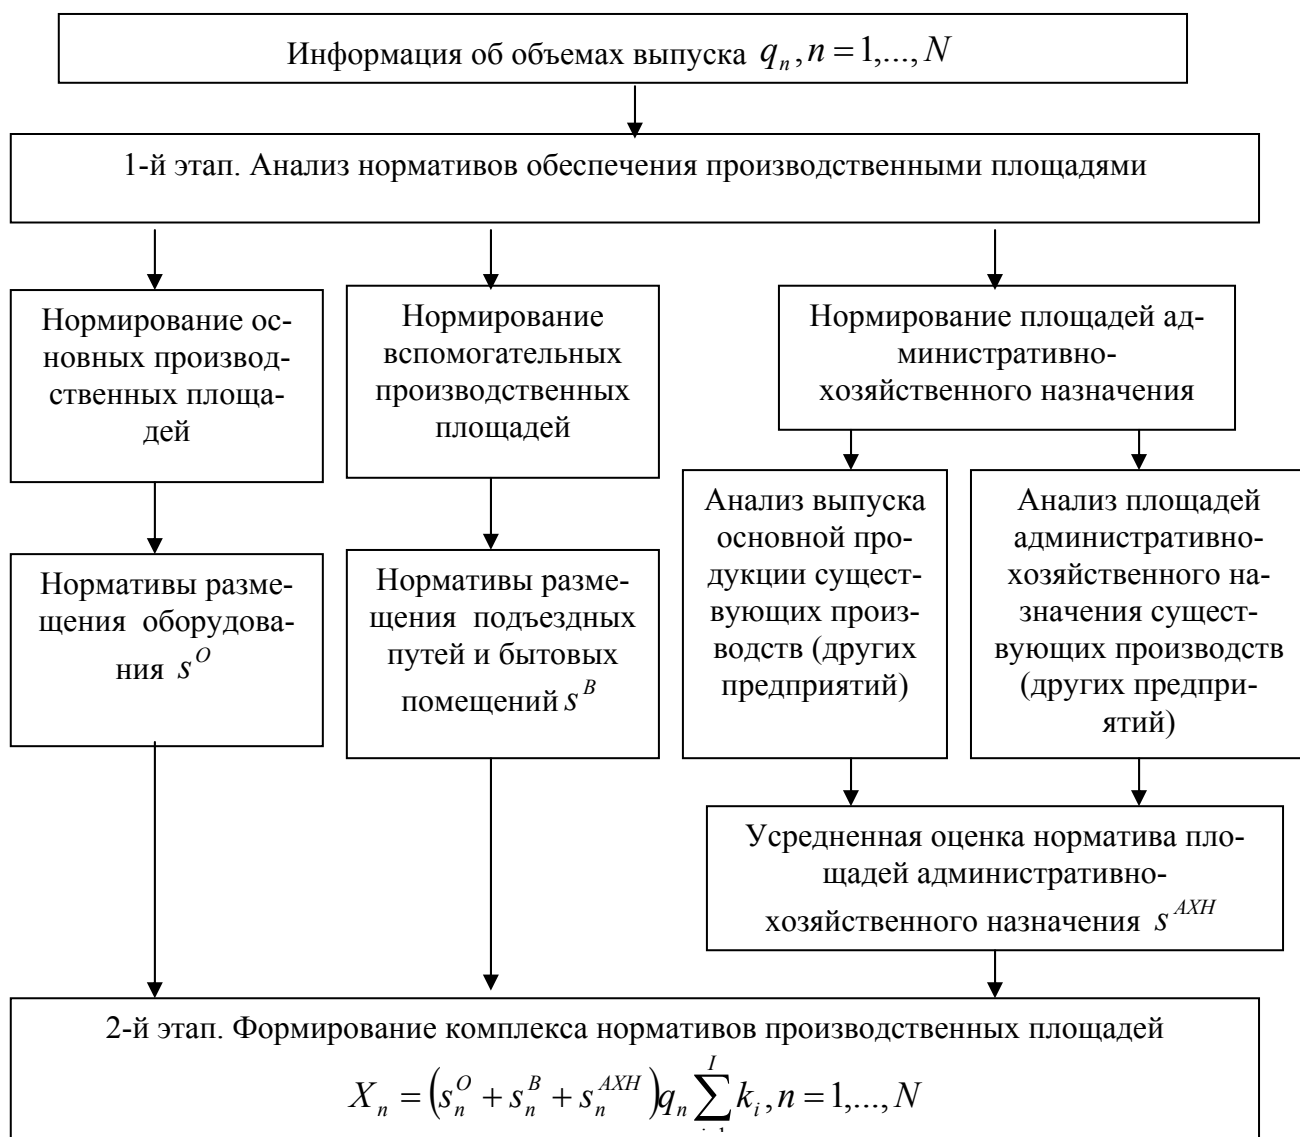 Информация об объемах выпуска q_n, n = 1,..., N
1-й этап. Анализ нормативов обеспечения производственными площадями
Нормирование ос-
новных производ-
ственных площа-
дей
Нормирование
вспомогательных
производственных
площадей
Нормирование площадей ад-
министративно-
хозяйственного назначения
Анализ выпуска
основной про-
дукции сущест-
вующих произ-
водств (других
предприятий)
Анализ площадей
административно-
хозяйственного на-
значения сущест-
вующих производств
(других предпри-
ятий)
Нормативы разме-
щения оборудова-
ния s^O
Нормативы разме-
щения подъездных
путей и бытовых
помещений s^B
Усредненная оценка норматива пло-
щадей административно-
хозяйственного назначения s^{AXH}
2-й этап. Формирование комплекса нормативов производственных площадей
X_n = (s_n^O + s_n^B + s_n^{AXH}) q_n \sum^I k_i, n = 1,..., N